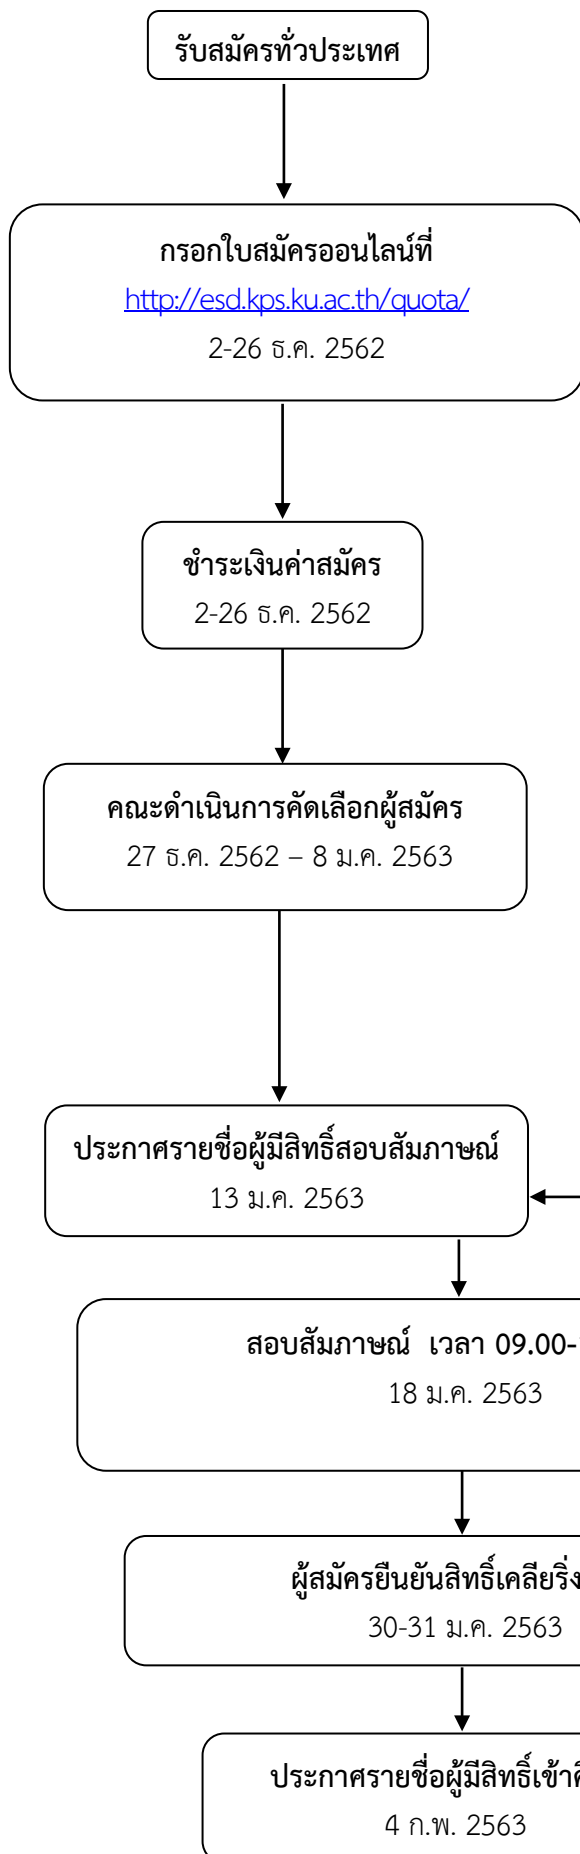 รับสมัครทั่วประเทศ
กรอกใบสมัครออนไลน์ที่
http://esd.kps.ku.ac.th/quota/
2-26 ธ.ค. 2562
ชำระเงินค่าสมัคร
2-26 ธ.ค. 2562
คณะดำเนินการคัดเลือกผู้สมัคร
27 ธ.ค. 2562 – 8 ม.ค. 2563
ประกาศรายชื่อผู้มีสิทธิ์สอบสัมภาษณ์
13 ม.ค. 2563
สอบสัมภาษณ์ เวลา 09.00-
18 ม.ค. 2563
ผู้สมัครยืนยันสิทธิ์เคลียริ่ง
30-31 ม.ค. 2563
ประกาศรายชื่อผู้มีสิทธิ์เข้า
4 ก.พ. 2563